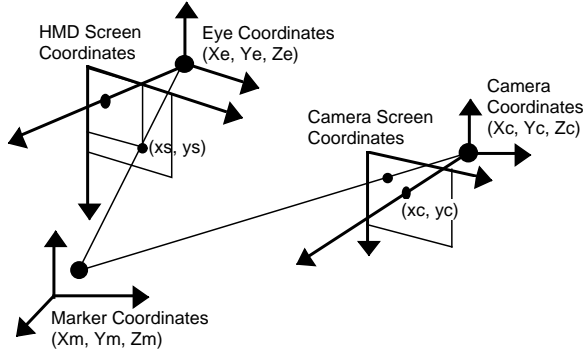 HMD Screen
Coordinates
Eye Coordinates
(Xe, Ye, Ze)
Camera
Coordinates
(Xc, Yc, Zc)
Camera Screen
Coordinates
(xs, ys)
(xc, yc)
Marker Coordinates
(Xm, Ym, Zm)